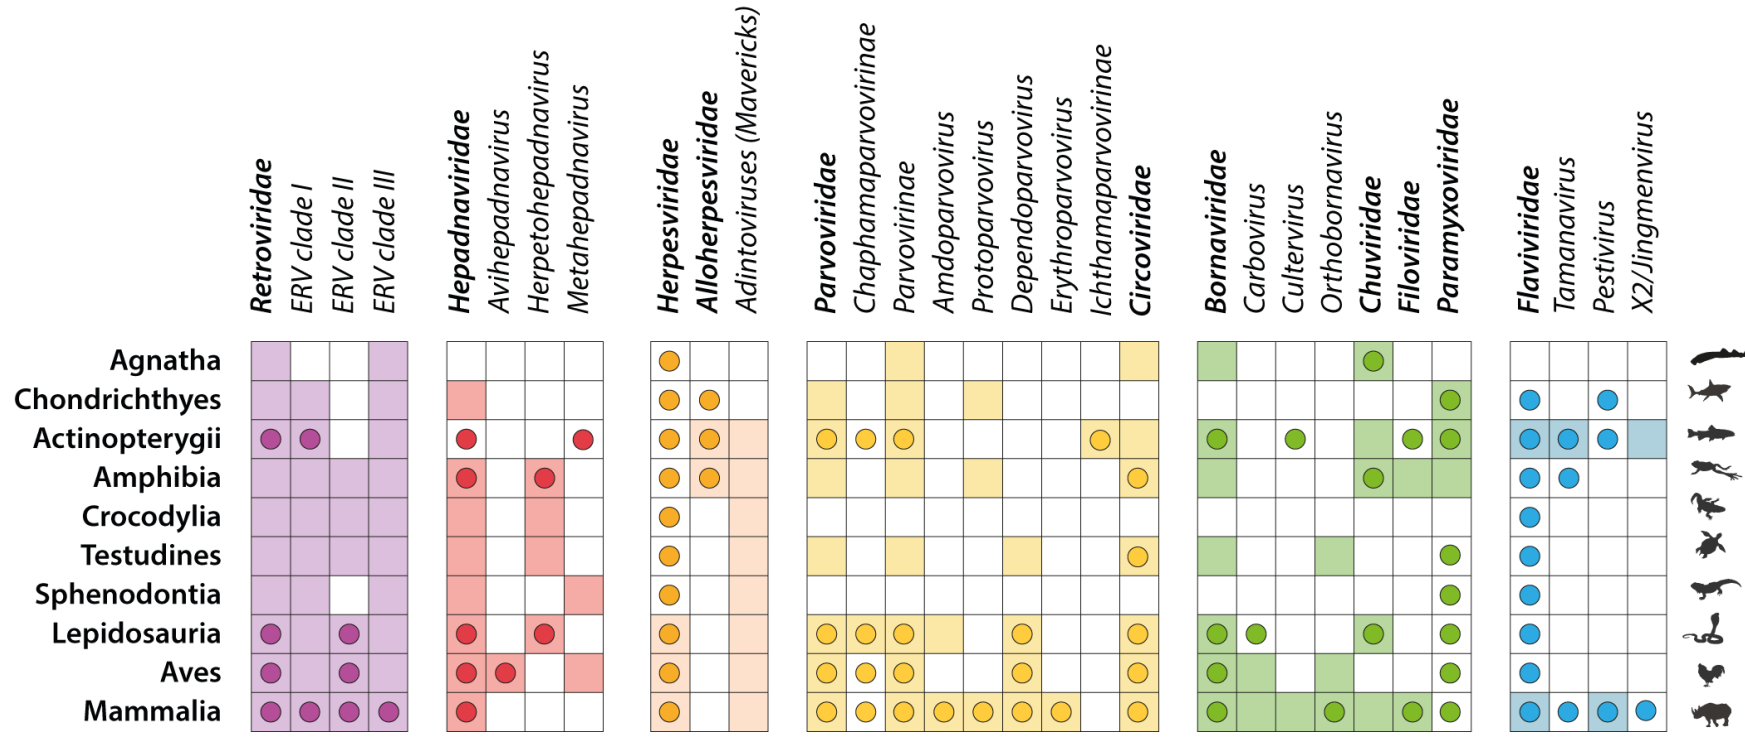 Retroviridae
ERV clade I
ERV clade II
ERV clade III
Hepadnaviridae
Avihepadnavirus
Herpetohepadnavirus
Metahepadnavirus
Herpesviridae
Alloherpesviridae
Adintoviruses (Mavericks)
Parvoviridae
Chaphamaparvovirinae
Parvovirinae
Amdoparvovirus
Protoparvovirus
Dependoparvovirus
Erythroparvovirus
Ichthamaparvovirinae
Circoviridae
Bornaviridae
Carbovirus
Cultervirus
Orthobornavirus
Chuviridae
Filoviridae
Paramyxoviridae
Flaviviridae
Tamanavirus
Pestivirus
X2/Jingmenvirus
Agnatha
Chondrichthyes
Actinopterygii
Amphibia
Crocodylia
Testudines
Sphenodontia
Lepidosauria
Aves
Mammalia